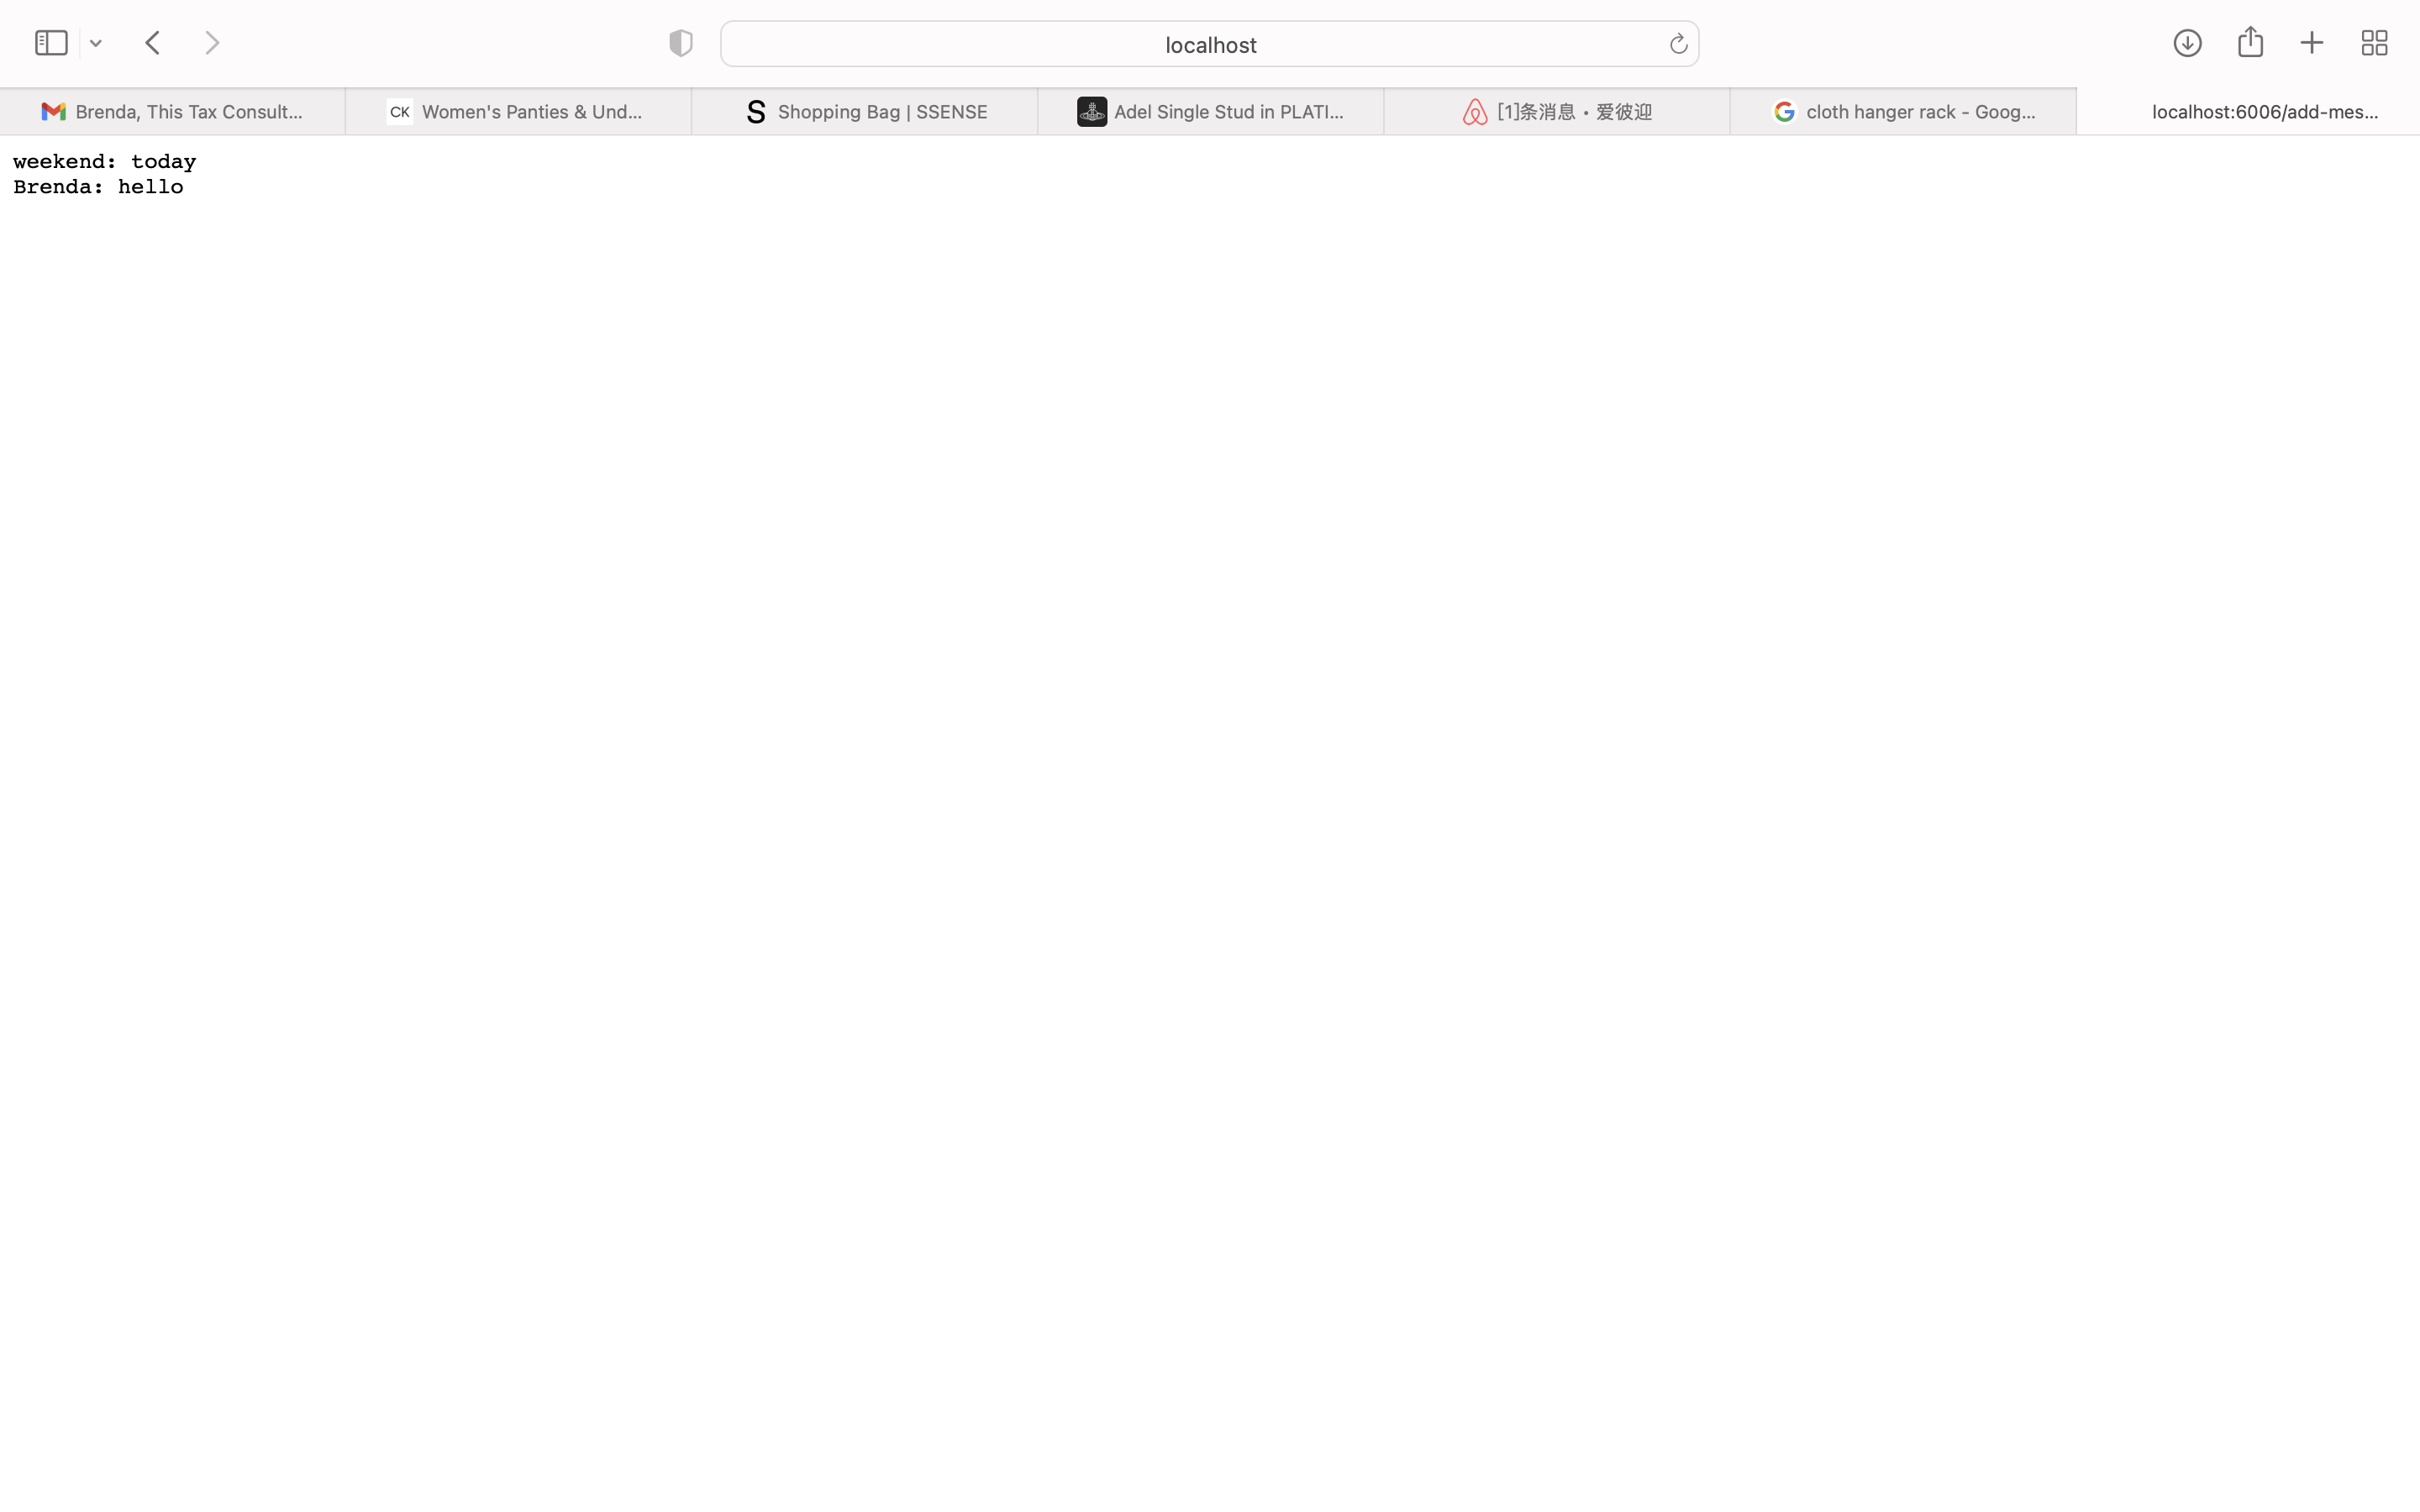 localhost
Brenda, This Tax Consult...
CK Women's Panties & Und...
S Shopping Bag | SSENSE
Adel Single Stud in PLATI...
[1]条消息 · 爱彼迎
cloth hanger rack - Goog...
localhost:6006/add-mes...
weekend: today
Brenda: hello